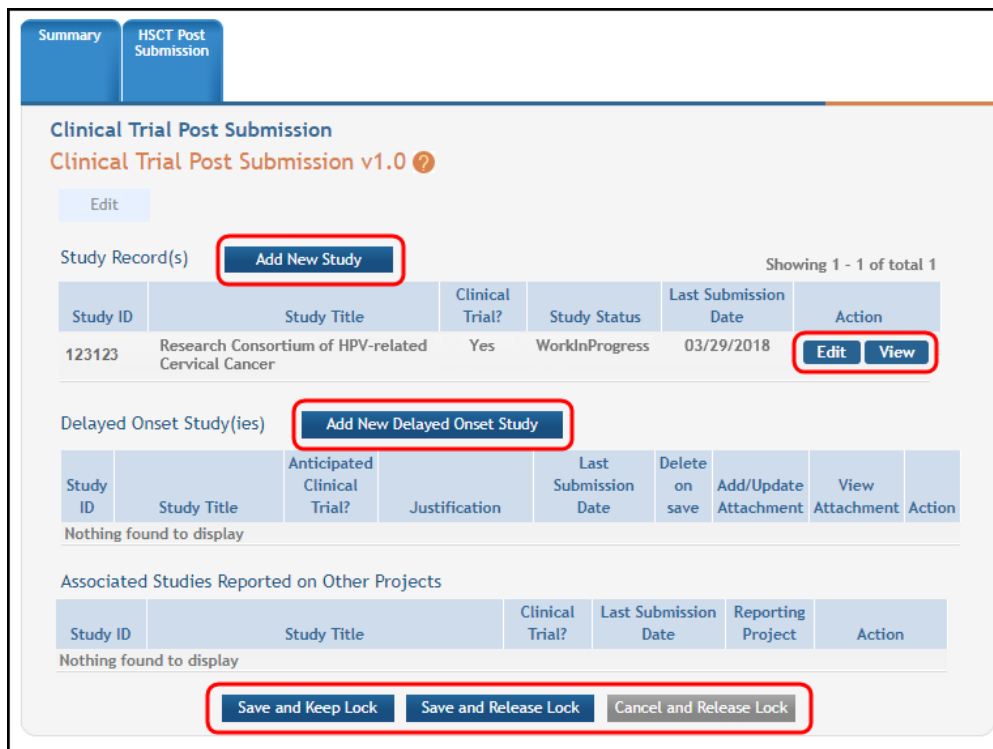 Summary
HSCT Post
Submission
Clinical Trial Post Submission
Clinical Trial Post Submission v1.0 ?
Edit
Study Record(s) Add New Study
Showing 1 - 1 of total 1
Study ID Study Title Clinical Trial? Study Status Last Submission Date Action
123123 Research Consortium of HPV-related Cervical Cancer Yes WorkInProgress 03/29/2018 Edit View
Delayed Onset Study(ies) Add New Delayed Onset Study
Study ID Study Title Anticipated Clinical Trial? Justification Last Submission Date Delete on save Add/Update Attachment View Attachment Action
Nothing found to display
Associated Studies Reported on Other Projects
Study ID Study Title Clinical Trial? Last Submission Date Reporting Project Action
Nothing found to display
Save and Keep Lock Save and Release Lock Cancel and Release Lock